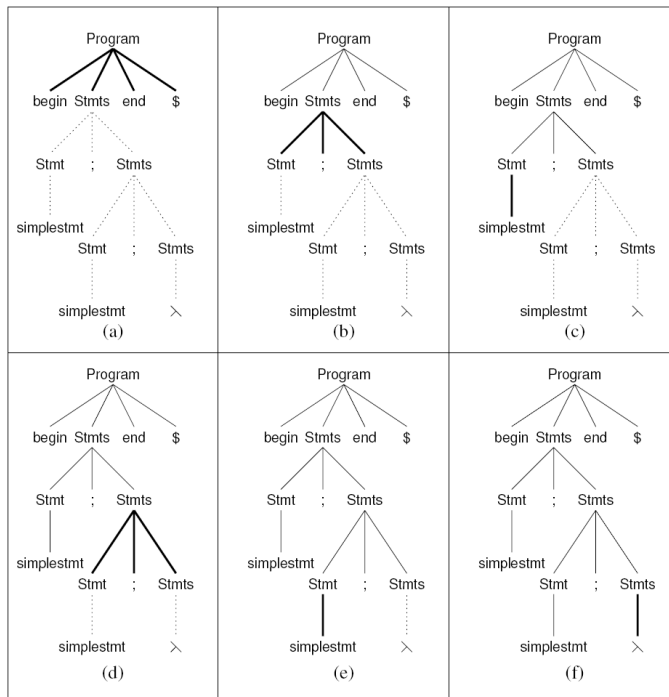 Program
begin Stmts end $
Stmt ; Stmts
simplestmt
Stmt ; Stmts
simplestmt λ
(a)
Program
begin Stmts end $
Stmt ; Stmts
simplestmt
Stmt ; Stmts
simplestmt λ
(b)
Program
begin Stmts end $
Stmt ; Stmts
simplestmt
Stmt ; Stmts
simplestmt λ
(c)
Program
begin Stmts end $
Stmt ; Stmts
simplestmt
Stmt ; Stmts
simplestmt λ
(d)
Program
begin Stmts end $
Stmt ; Stmts
simplestmt
Stmt ; Stmts
simplestmt λ
(e)
Program
begin Stmts end $
Stmt ; Stmts
simplestmt
Stmt ; Stmts
simplestmt λ
(f)